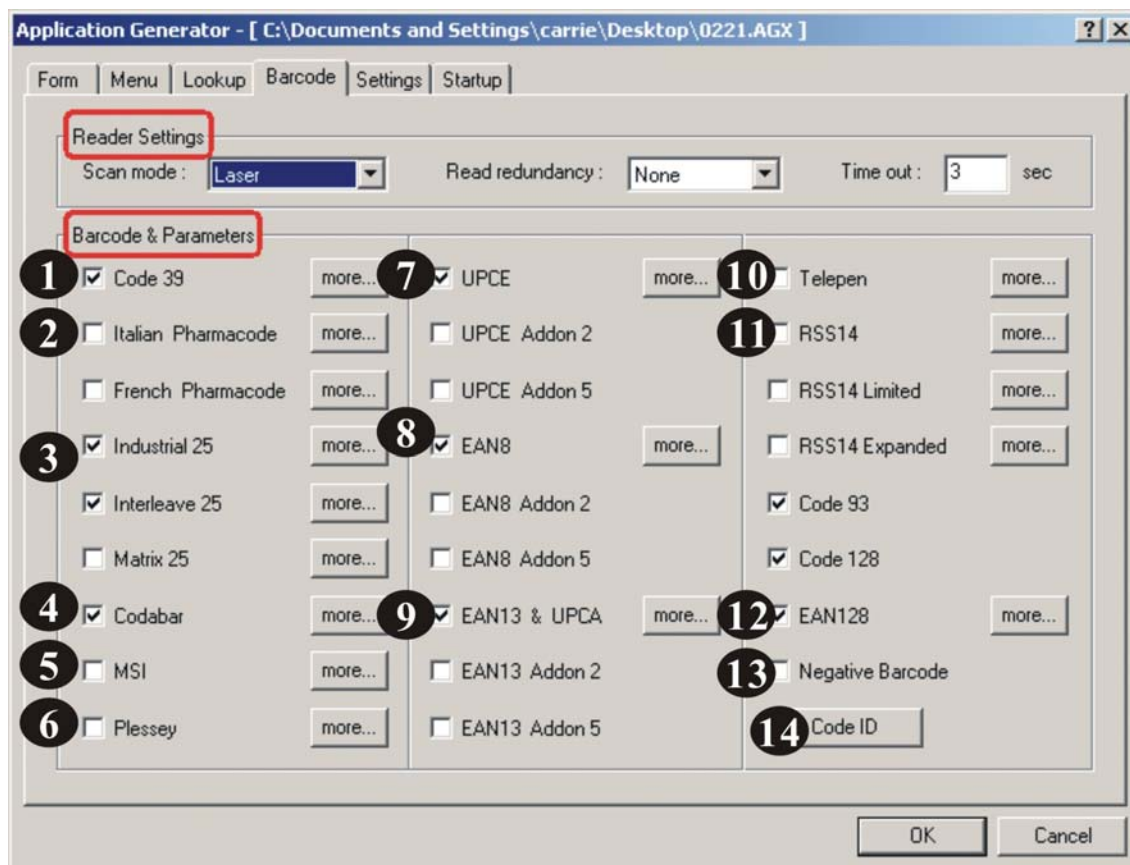 Application Generator - [ C:\Documents and Settings\carrie\Desktop\0221.AGX ]
Form Menu Lookup Barcode Settings Startup
Reader Settings
Scan mode : Laser Read redundancy : None Time out : 3 sec
Barcode & Parameters
1 Code 39 more... 7 UPCE more... 10 Telepen more...
2 Italian Pharmacode more... UPCE Addon 2 11 RSS14 more...
French Pharmacode more... UPCE Addon 5 RSS14 Limited more...
3 Industrial 25 more... 8 EAN8 more... RSS14 Expanded more...
Interleave 25 more... EAN8 Addon 2 Code 93
Matrix 25 more... EAN8 Addon 5 Code 128
4 Codabar more... 9 EAN13 & UPCA more... 12 EAN128 more...
5 MSI more... EAN13 Addon 2 13 Negative Barcode
6 Plessey more... EAN13 Addon 5 14 Code ID
OK Cancel